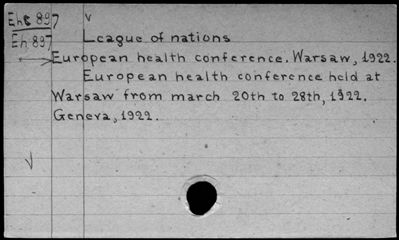 Ehc 897 v
Eh 897 League of nations
European health conference. Warsaw, 1922.
European health conference held at
Warsaw from march 20th to 28th, 1922.
Geneva, 1922.
v